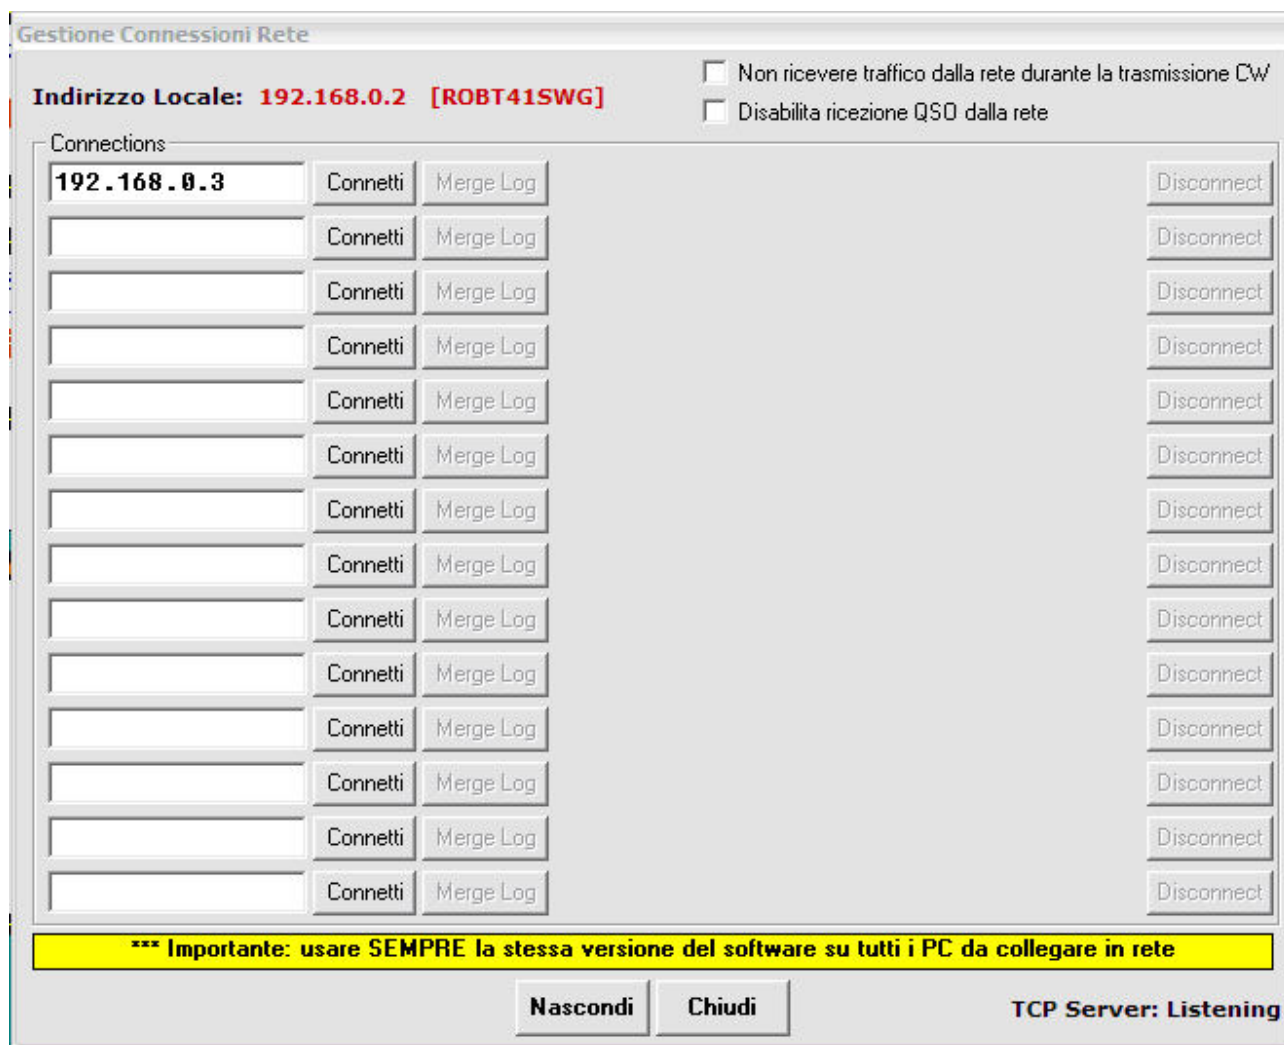 Gestione Connessioni Rete
Indirizzo Locale: 192.168.0.2 [ROBT41SWG]
Non ricevere traffico dalla rete durante la trasmissione CW
Disabilita ricezione QSO dalla rete
Connections
192.168.0.3 Connetti Merge Log Disconnect
Connetti Merge Log Disconnect
Connetti Merge Log Disconnect
Connetti Merge Log Disconnect
Connetti Merge Log Disconnect
Connetti Merge Log Disconnect
Connetti Merge Log Disconnect
Connetti Merge Log Disconnect
Connetti Merge Log Disconnect
Connetti Merge Log Disconnect
Connetti Merge Log Disconnect
Connetti Merge Log Disconnect
Connetti Merge Log Disconnect
Connetti Merge Log Disconnect
*** Importante: usare SEMPRE la stessa versione del software su tutti i PC da collegare in rete
Nascondi Chiudi TCP Server: Listening